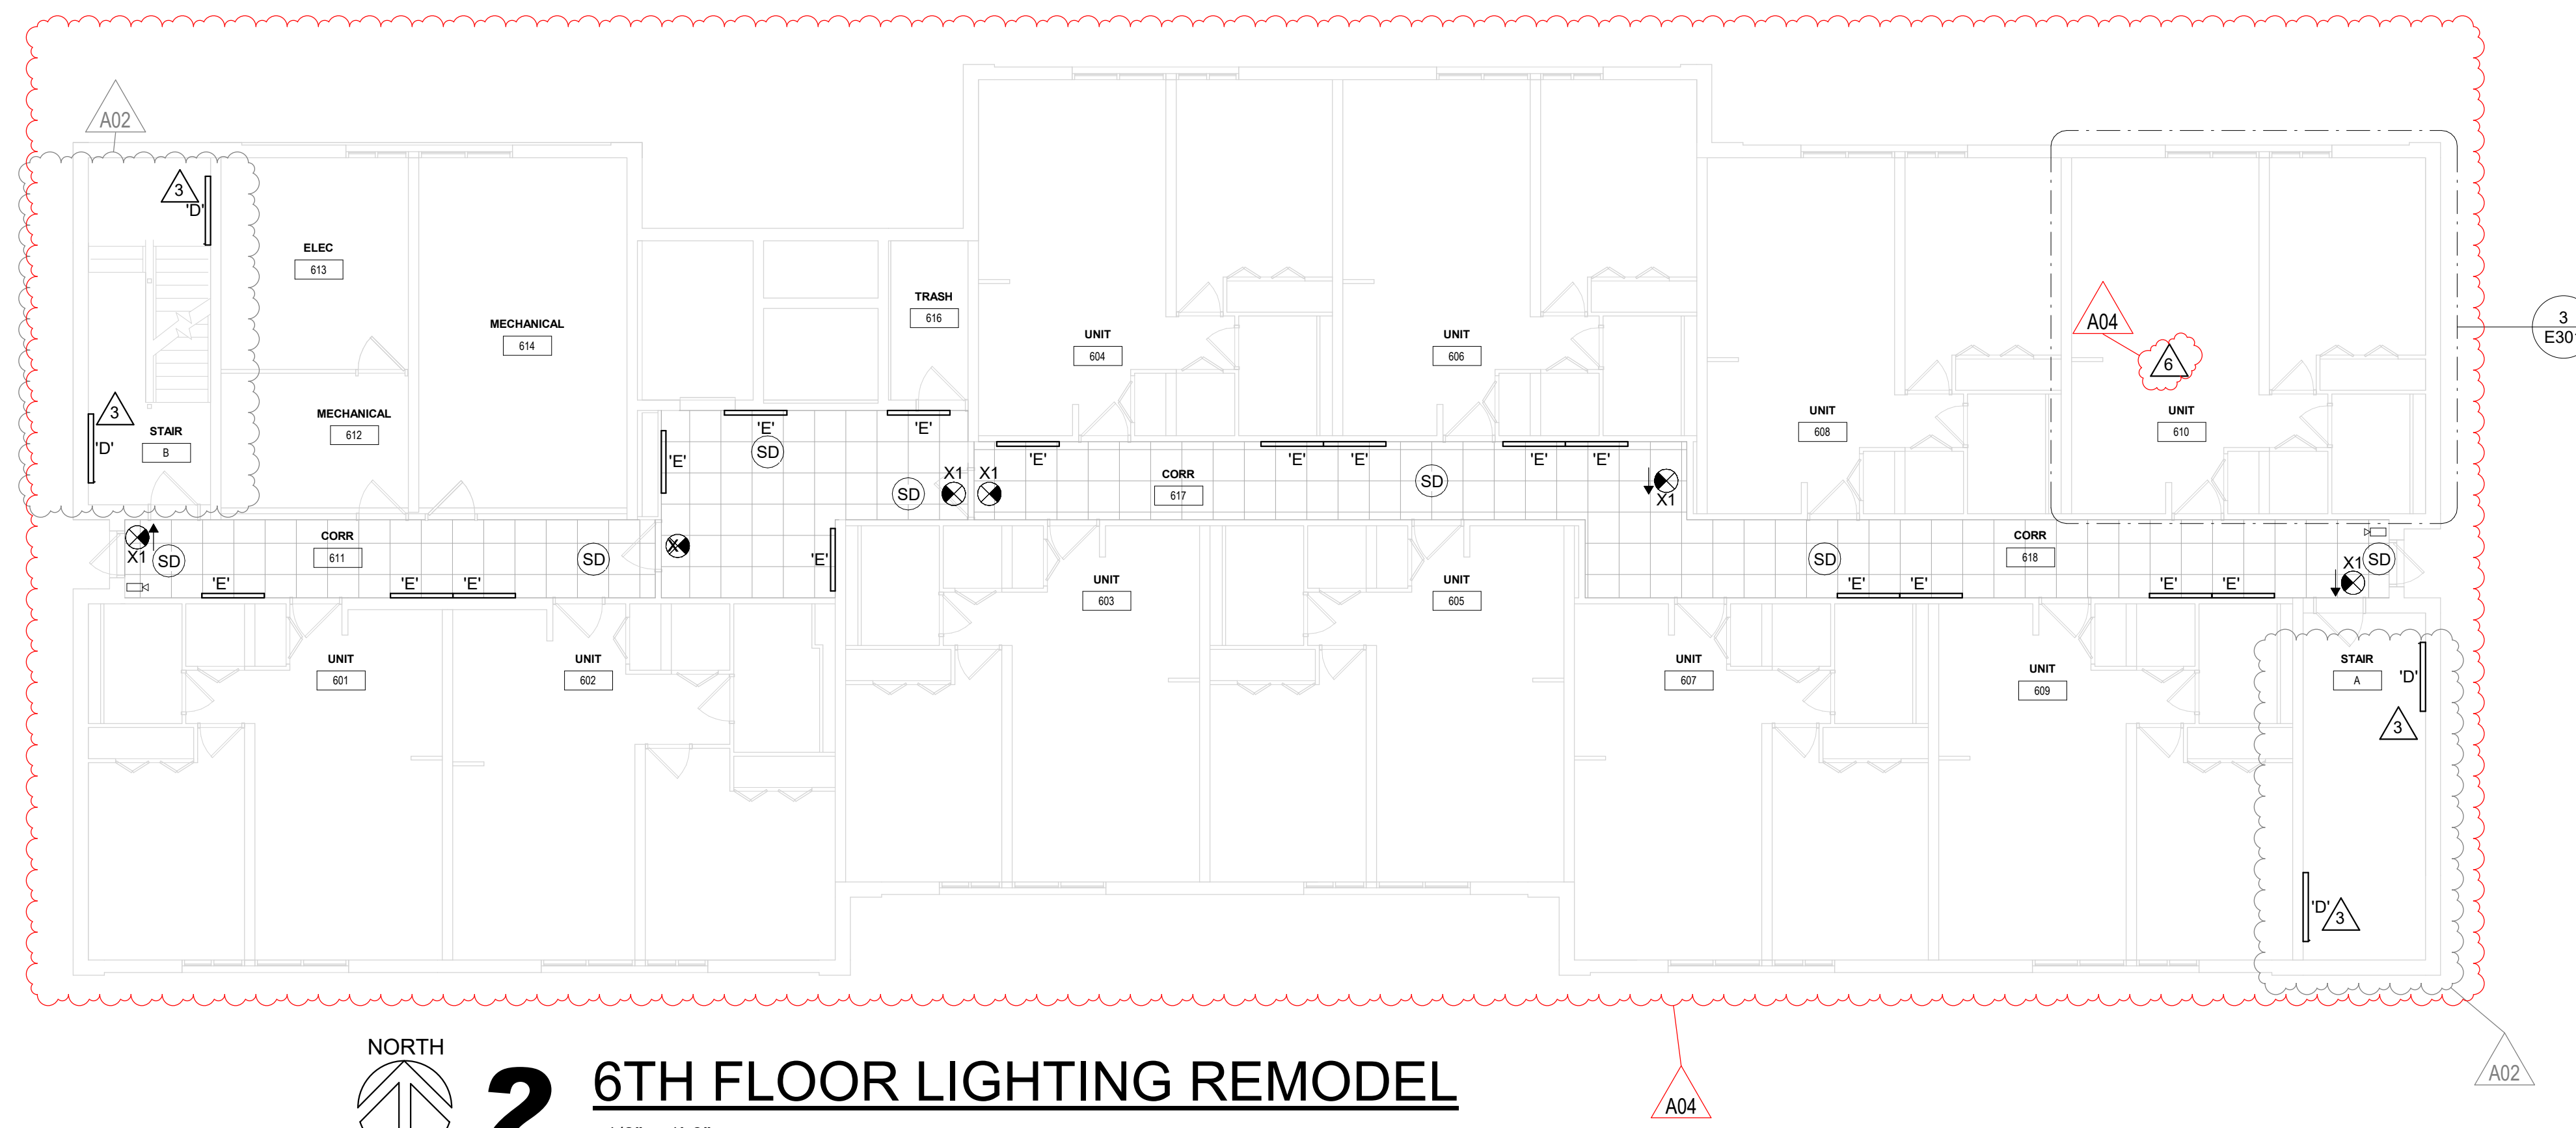 A02
3
'D'
ELEC
613
MECHANICAL
614
TRASH
616
UNIT
604
UNIT
606
A04
6
3
E30
3
'D'
STAIR
B
MECHANICAL
612
UNIT
608
UNIT
610
'E'
SD
'E'
'E'
SD
X1
X1
'E'
CORR
617
'E'
'E'
SD
'E'
'E'
X1
X1
SD
CORR
611
SD
X
'E'
'E'
'E'
'E'
SD
CORR
618
X1
SD
'E'
'E'
'E'
'E'
UNIT
601
UNIT
602
UNIT
603
UNIT
605
UNIT
607
UNIT
609
STAIR
A
'D'
3
'D'
3
NORTH
2
6TH FLOOR LIGHTING REMODEL
A04
A02